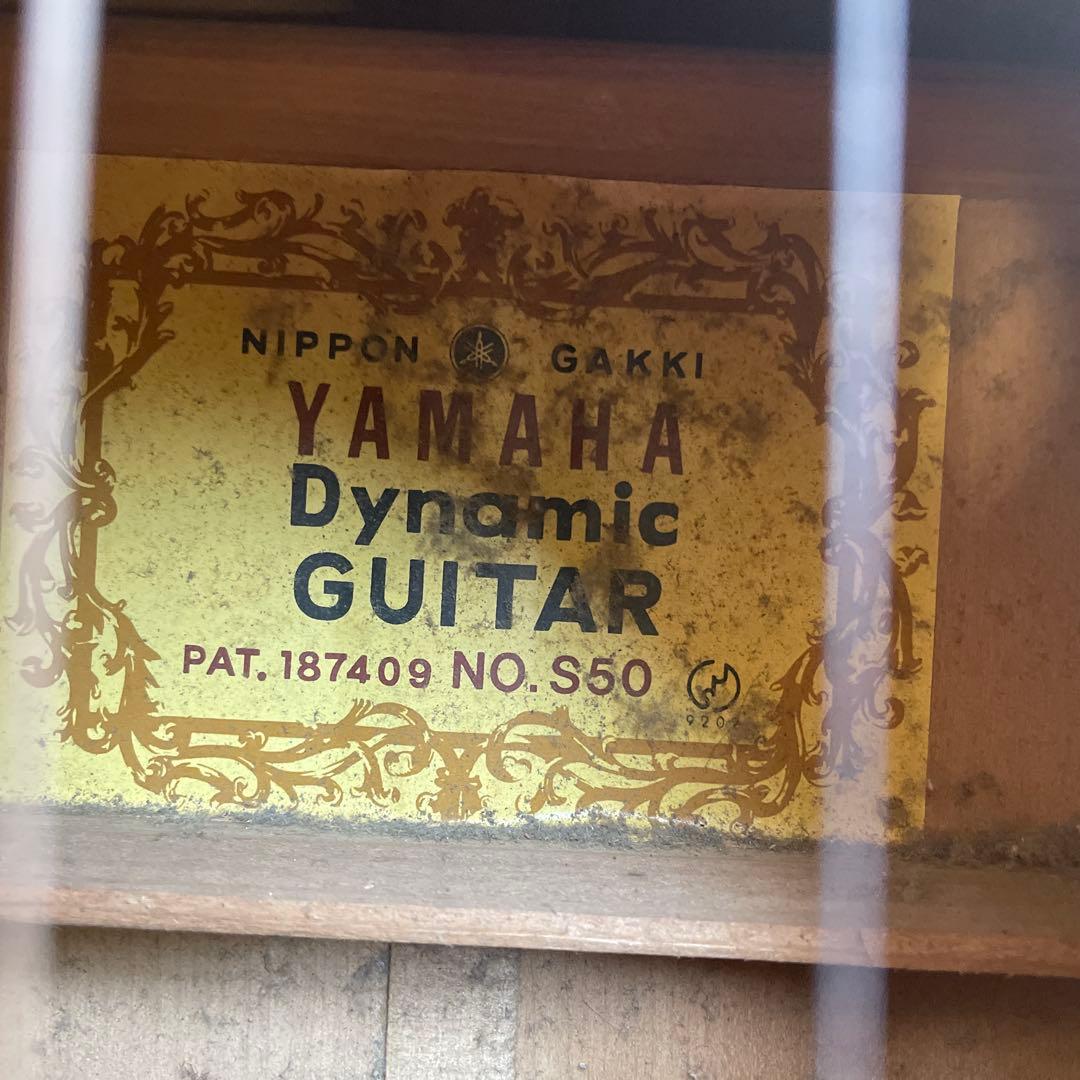 NIPPON GAKKI
YAMAHA
Dynamic
GUITAR
PAT. 187409 NO. S50